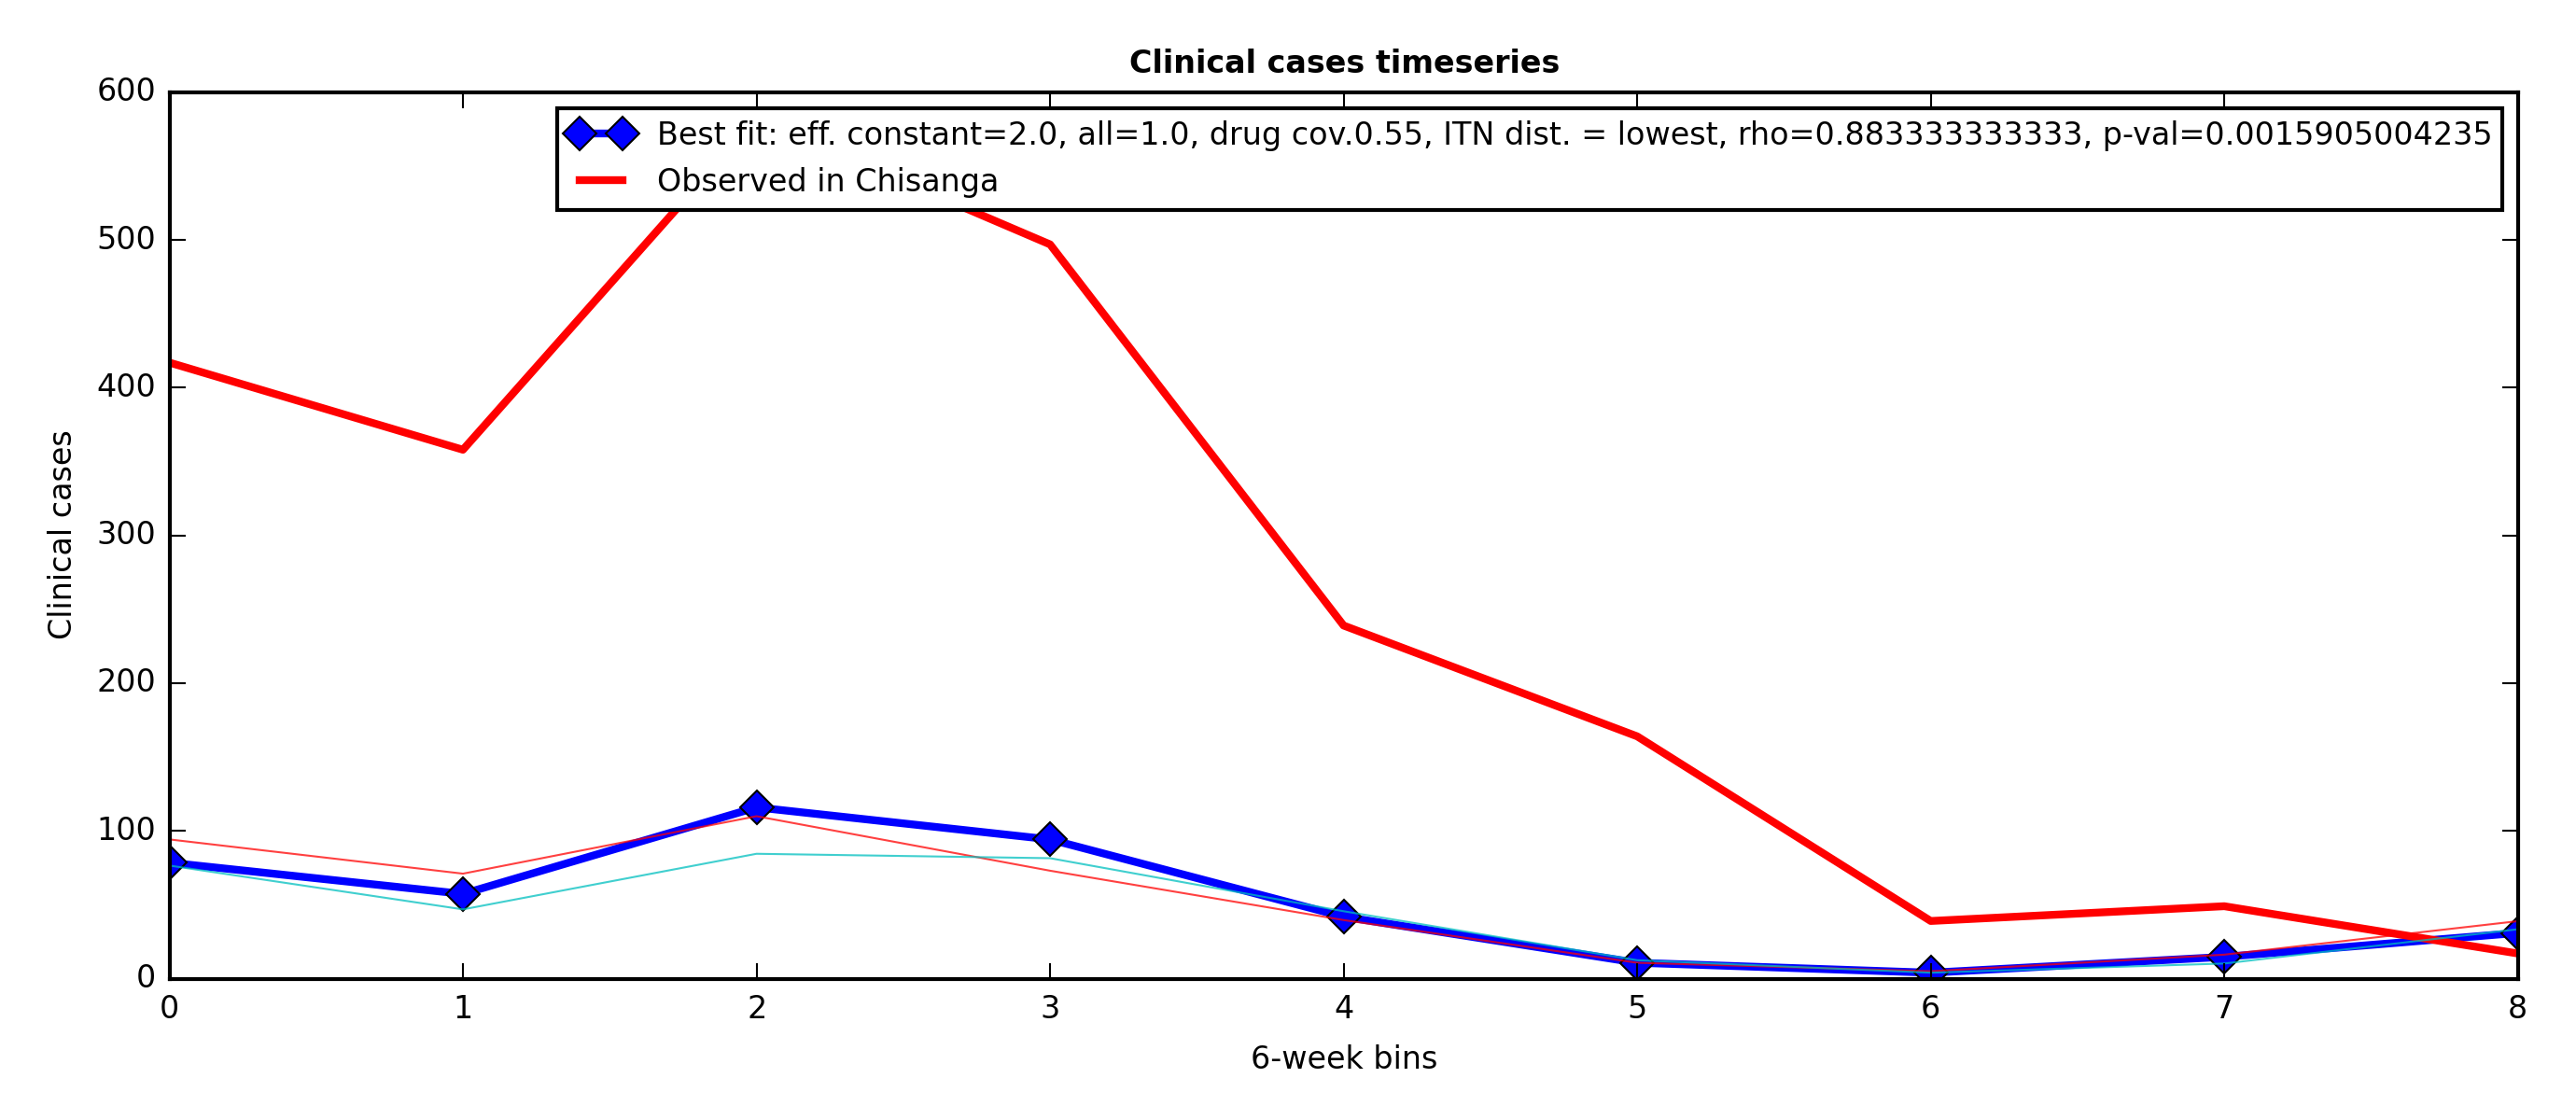 Clinical cases timeseries
Best fit: eff. constant=2.0, all=1.0, drug cov.0.55, ITN dist. = lowest, rho=0.883333333333, p-val=0.0015905004235
Observed in Chisanga
600
500
400
300
200
100
0
Clinical cases
0 1 2 3 4 5 6 7 8
6-week bins